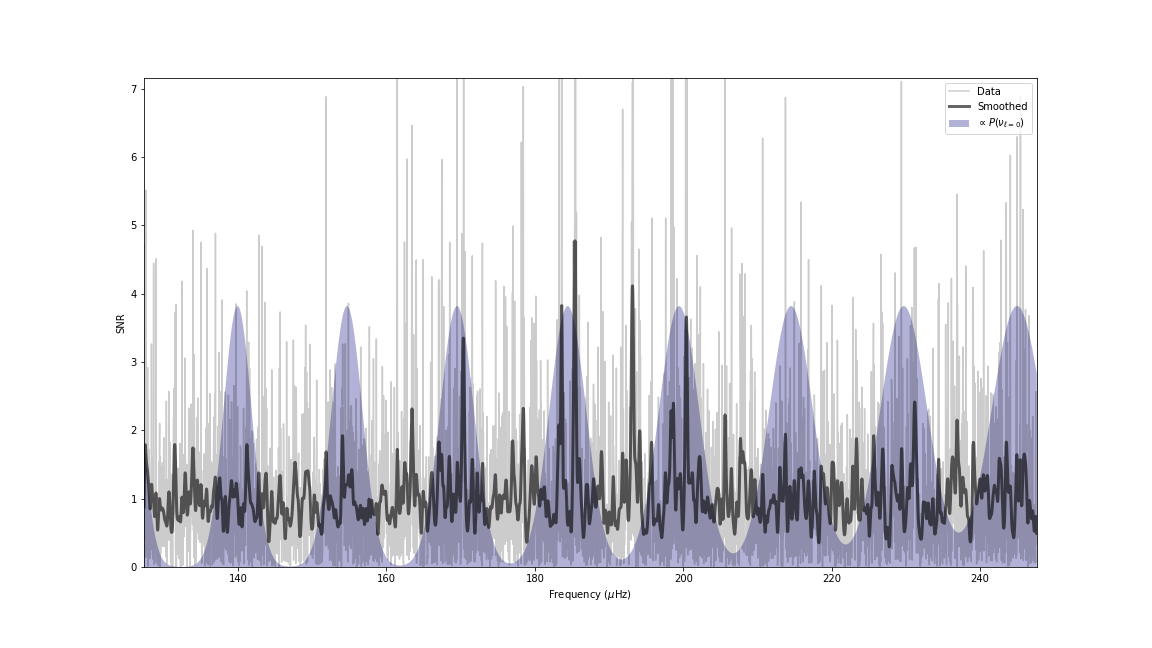 7
6
5
4
3
2
1
0
SNR
140 160 180 200 220 240
Frequency (μHz)
Data
Smoothed
∝ P(νℓ=0)